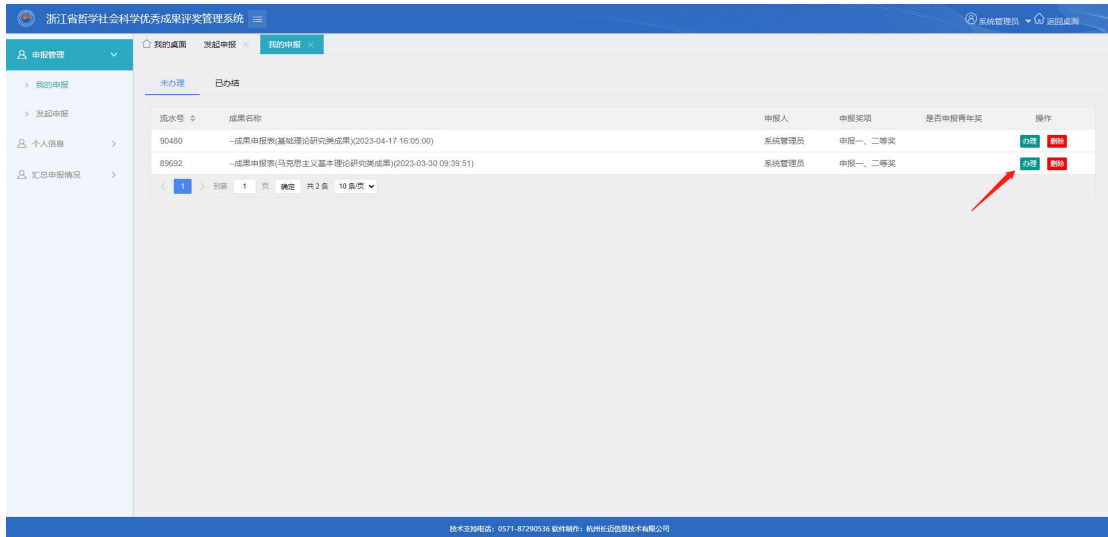 浙江省哲学社会科学优秀成果评奖管理系统
系统管理员 返回桌面
申报管理
我的桌面 发起申报 我的申报
我的申报
发起申报
个人信息
汇总申报情况
未办理 已办结
流水号 成果名称 申报人 申报奖项 是否申报青年奖 操作
90480 --成果申报表(基础理论研究类成果)(2023-04-17 16:05:00) 系统管理员 申报一、二等奖 办理 删除
89692 --成果申报表(马克思主义基本理论研究类成果)(2023-03-30 09:39:51) 系统管理员 申报一、二等奖 办理 删除
1 到第 1 页 确定 共 2 条 10 条/页
技术支持电话：0571-87290536 软件制作：杭州长迈信息技术有限公司